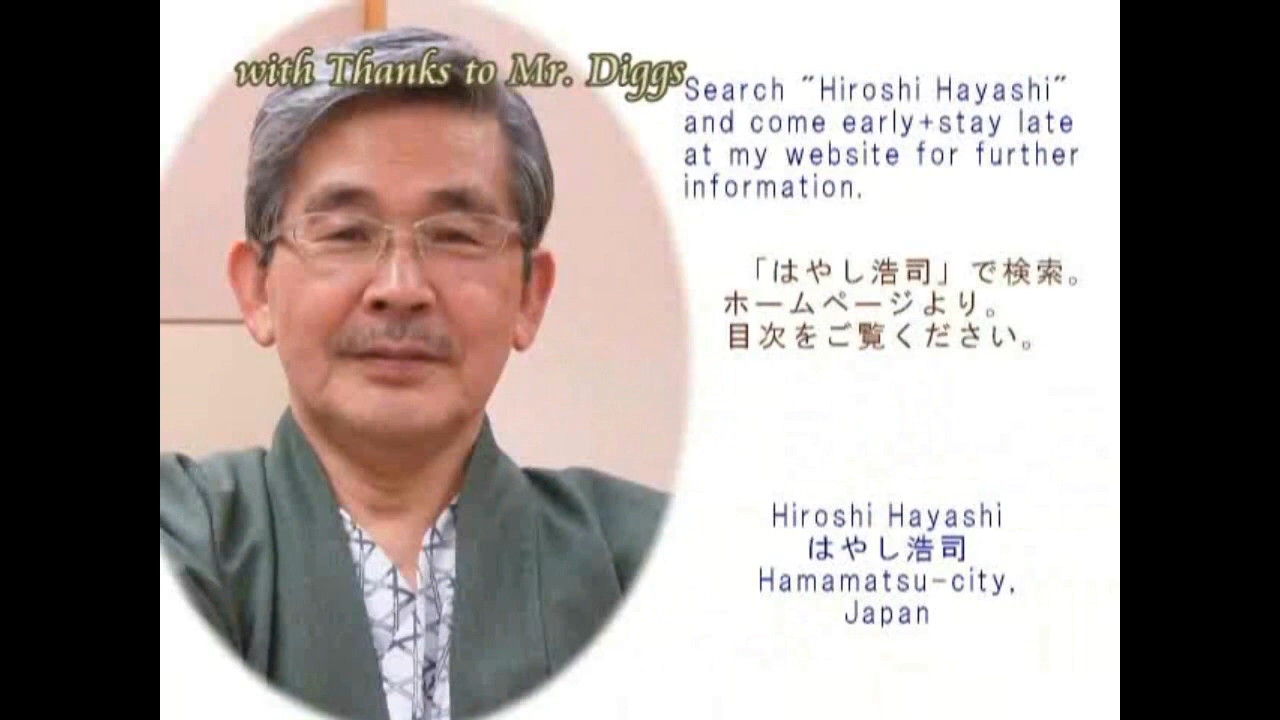 with Thanks to Mr. Diggs
Search "Hiroshi Hayashi"
and come early+stay late
at my website for further
information.
「はやし浩司」で検索。
ホームページより。
目次をご覧ください。
Hiroshi Hayashi
はやし浩司
Hamamatsu-city,
Japan